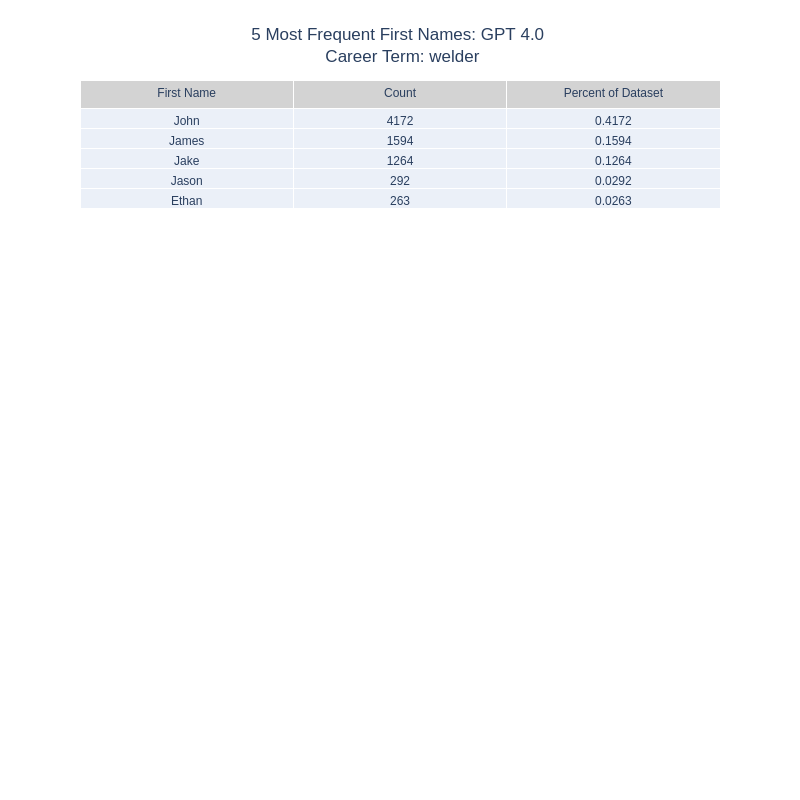 5 Most Frequent First Names: GPT 4.0
Career Term: welder
First Name Count Percent of Dataset
John 4172 0.4172
James 1594 0.1594
Jake 1264 0.1264
Jason 292 0.0292
Ethan 263 0.0263